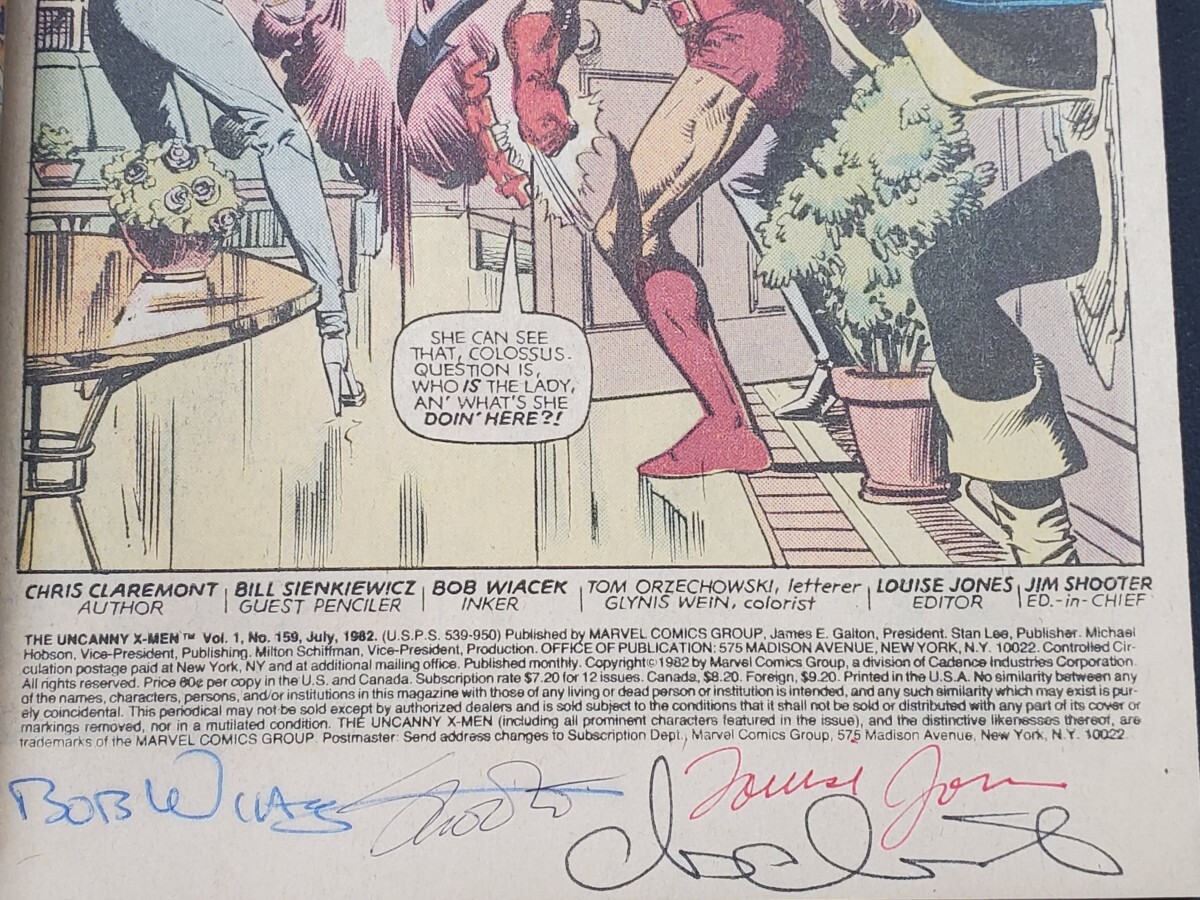 SHE CAN SEE
THAT, COLOSSUS.
QUESTION IS,
WHO IS THE LADY,
AN' WHAT'S SHE
DOIN' HERE?!
CHRIS CLAREMONT
AUTHOR
BILL SIENKIEWICZ
GUEST PENCILER
BOB WIACEK
INKER
TOM ORZECHOWSKI, letterer
GLYNIS WEIN, colorist
LOUISE JONES
EDITOR
JIM SHOOTER
ED.-in-CHIEF
THE UNCANNY X-MEN™ Vol. 1, No. 159, July, 1982. (U.S.P.S. 539-950) Published by MARVEL COMICS GROUP, James E. Galton, President. Stan Lee, Publisher. Michael
Hobson, Vice-President, Publishing. Milton Schiffman, Vice-President, Production. OFFICE OF PUBLICATION: 575 MADISON AVENUE, NEW YORK, N.Y. 10022. Controlled Cir-
culation postage paid at New York, NY and at additional mailing office. Published monthly. Copyright © 1982 by Marvel Comics Group, a division of Cadence Industries Corporation.
All rights reserved. Price 60¢ per copy in the U.S. and Canada. Subscription rate $7.20 for 12 issues. Canada, $8.20. Foreign, $9.20. Printed in the U.S.A. No similarity between any
of the names, characters, persons, and/or institutions in this magazine with those of any living or dead person or institution is intended, and any such similarity which may exist is pur-
ely coincidental. This periodical may not be sold except by authorized dealers and is sold subject to the conditions that it shall not be sold or distributed with any part of its cover or
markings removed, nor in a mutilated condition. THE UNCANNY X-MEN (including all prominent characters featured in the issue), and the distinctive likenesses thereof, are
trademarks of the MARVEL COMICS GROUP. Postmaster: Send address changes to Subscription Dept., Marvel Comics Group, 575 Madison Avenue, New York, N.Y. 10022.
BOB Wiacek
Louise Jones